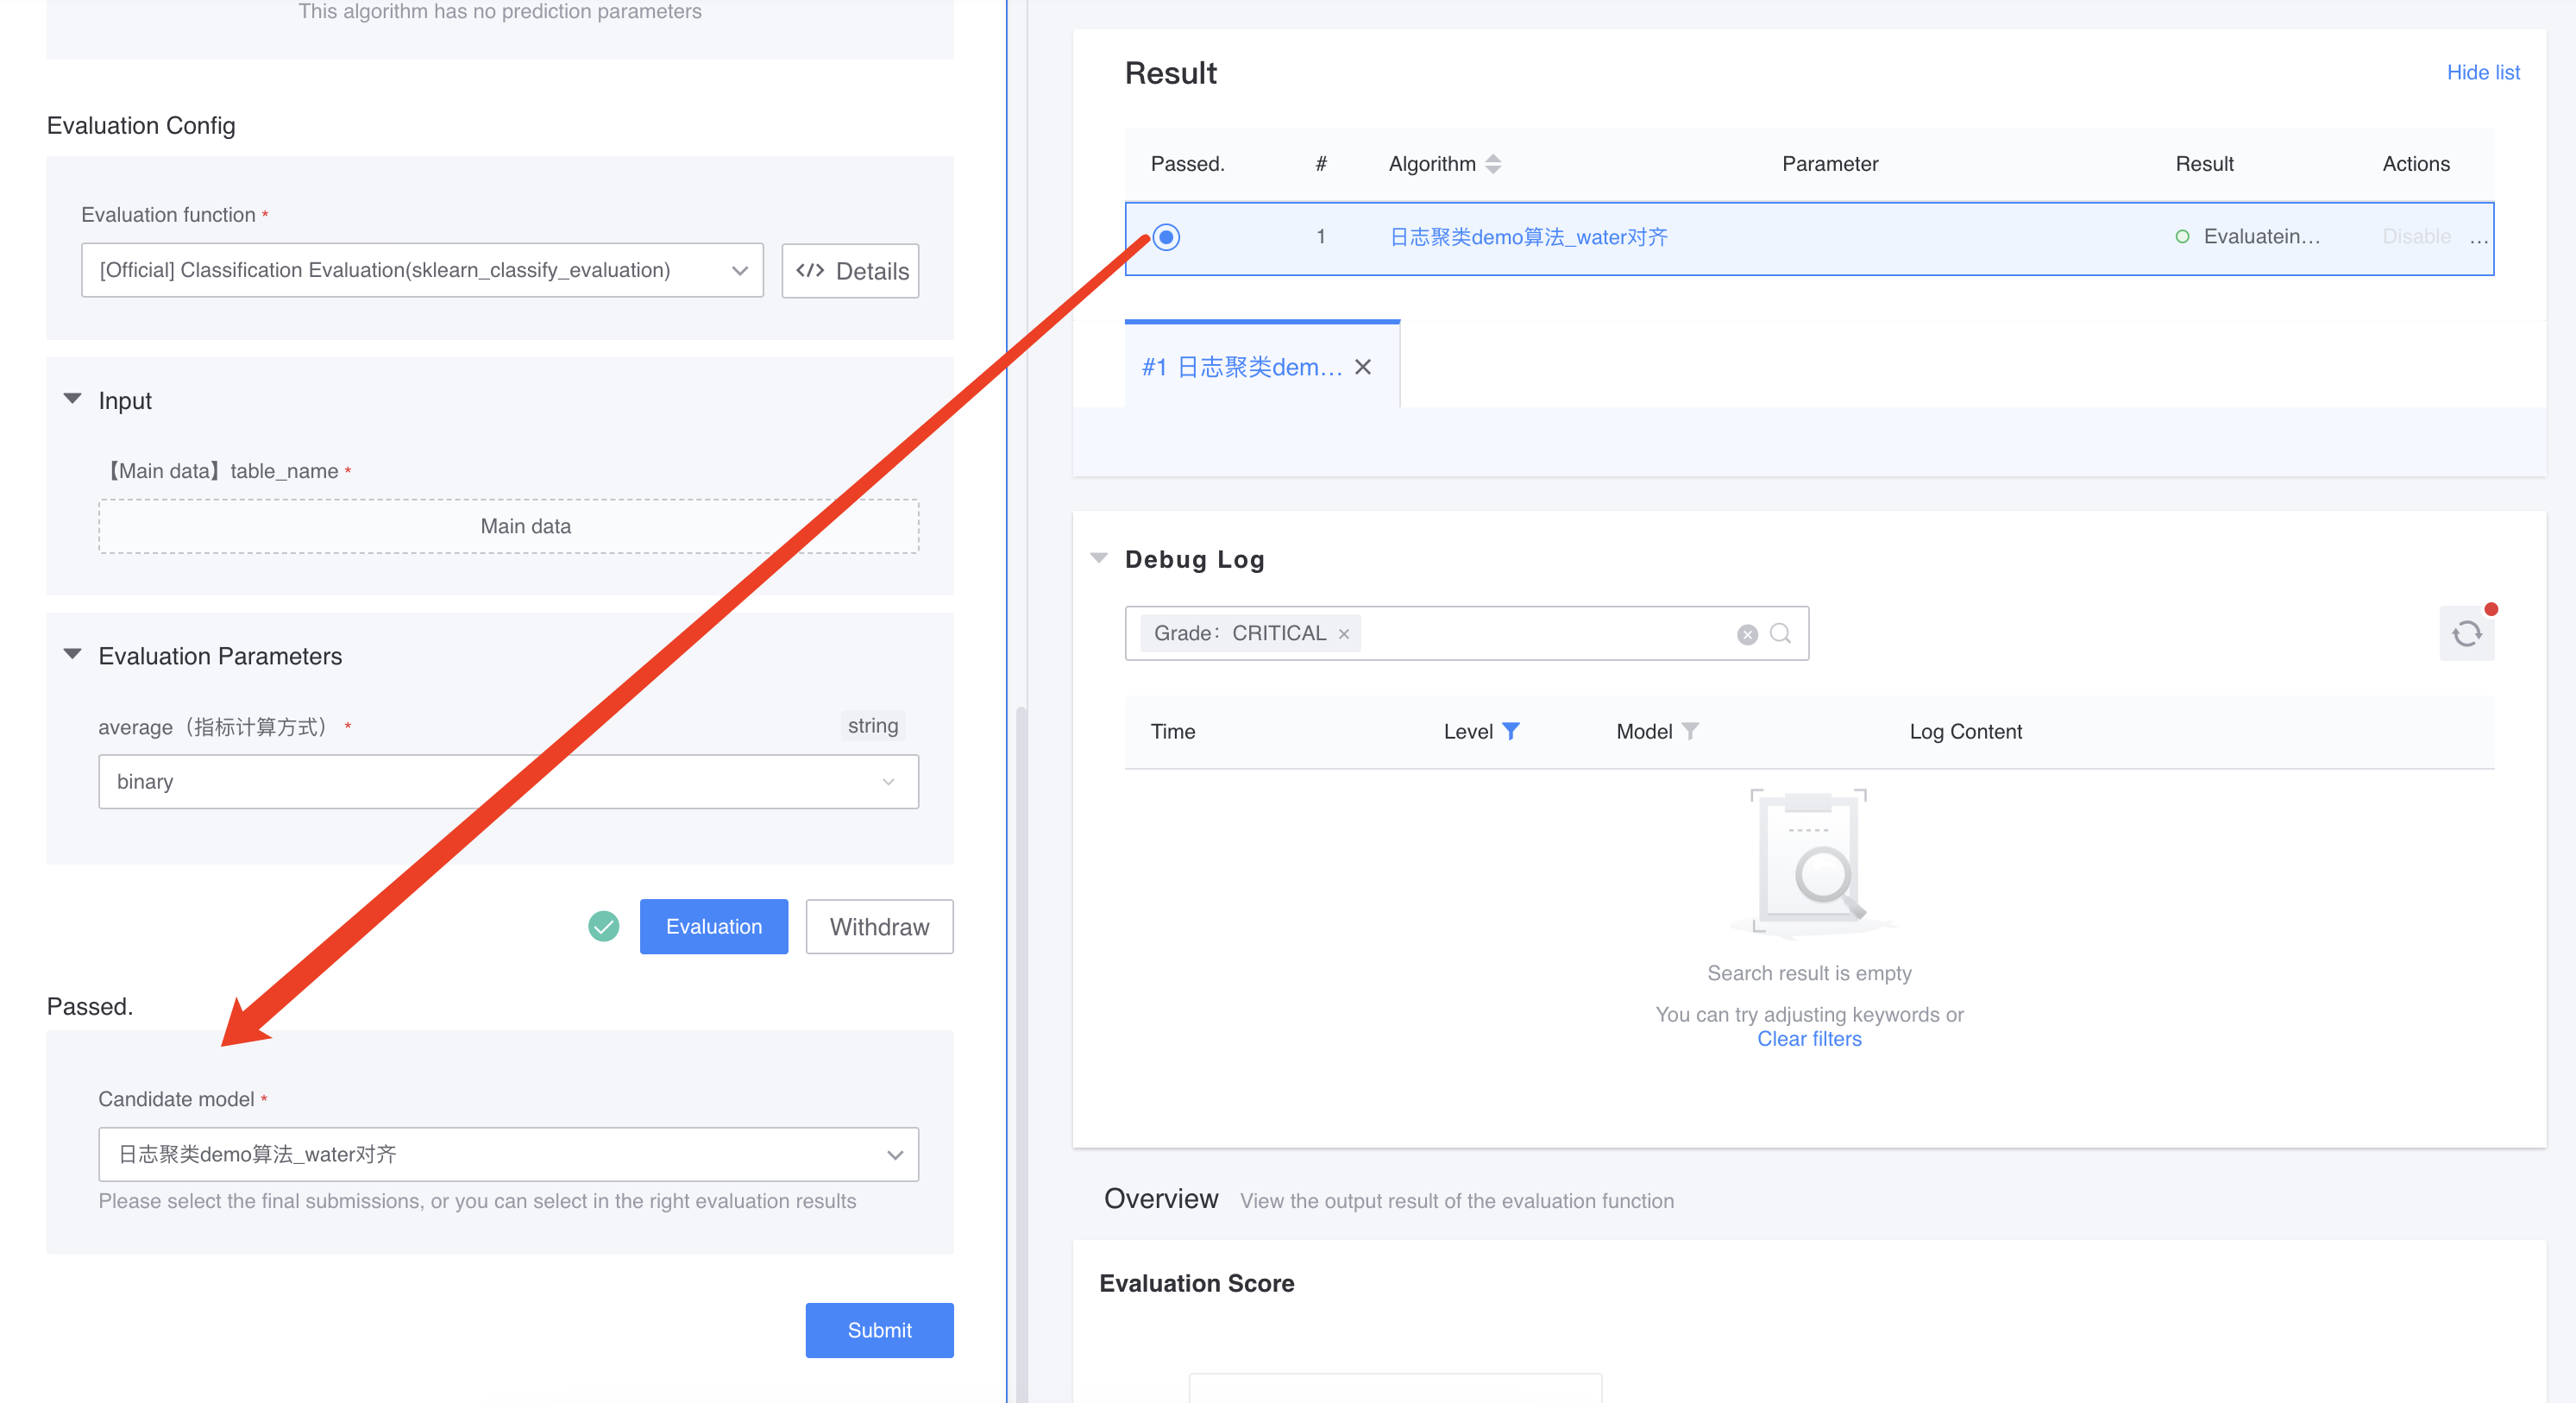 This algorithm has no prediction parameters
Evaluation Config
Evaluation function *
[Official] Classification Evaluation(sklearn_classify_evaluation)
</> Details
Input
【Main data】table_name *
Main data
Evaluation Parameters
average（指标计算方式） *
string
binary
Evaluation
Withdraw
Passed.
Candidate model *
日志聚类demo算法_water对齐
Please select the final submissions, or you can select in the right evaluation results
Submit
Result
Hide list
Passed. # Algorithm Parameter Result Actions
1 日志聚类demo算法_water对齐 Evaluatein... Disable ...
#1 日志聚类dem...
Debug Log
Grade：CRITICAL ×
Time Level Model Log Content
Search result is empty
You can try adjusting keywords or
Clear filters
Overview View the output result of the evaluation function
Evaluation Score